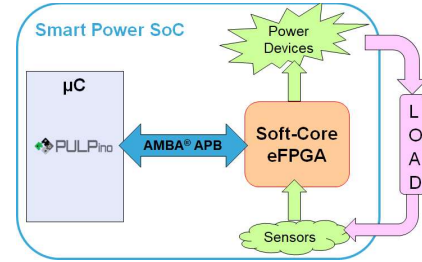 Smart Power SoC
Power
Devices
µC
PULPino
AMBA® APB
Soft-Core
eFPGA
L
O
A
D
Sensors